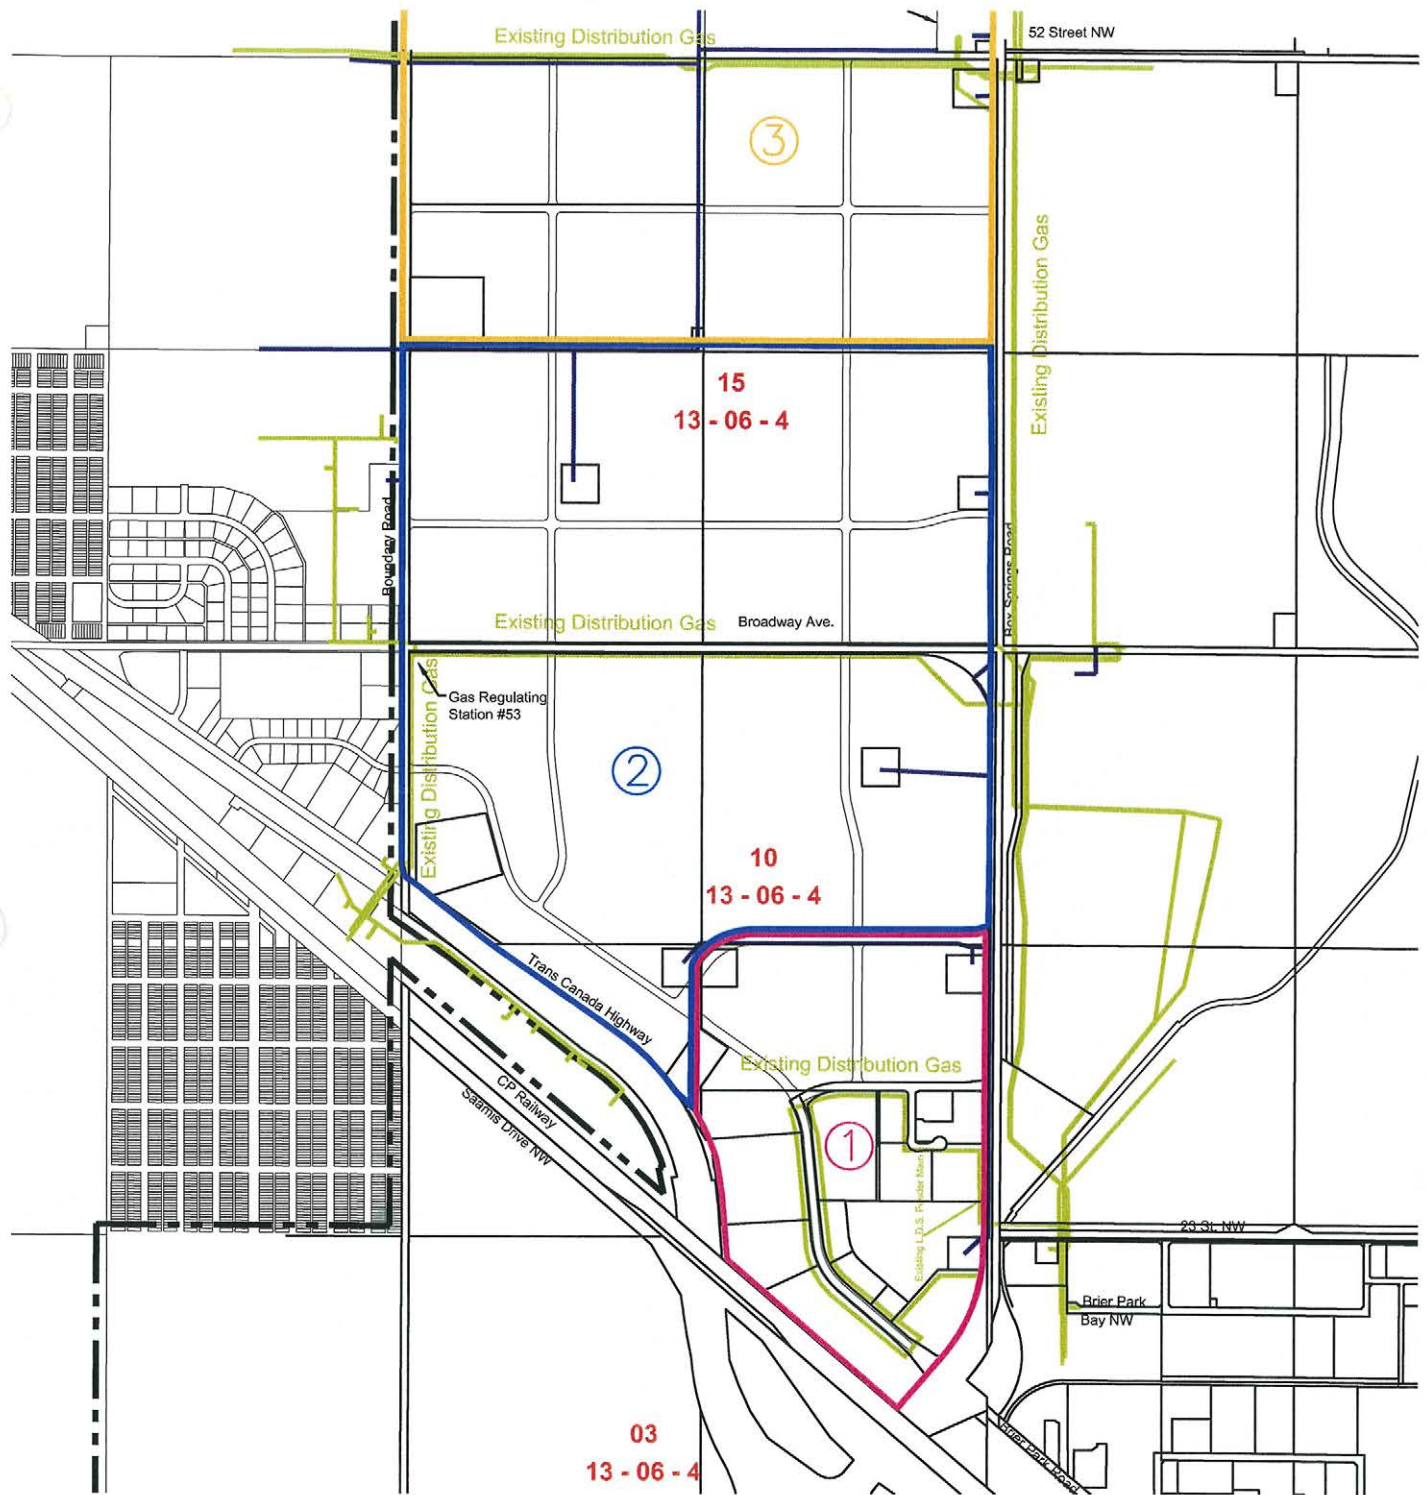 Existing Distribution Gas
52 Street NW
3
Existing Distribution Gas
15
13 - 06 - 4
Boundary Road
Box Springs Road
Existing Distribution Gas
Broadway Ave.
Gas Regulating
Station #53
Existing Distribution Gas
2
10
13 - 06 - 4
Trans Canada Highway
Existing Distribution Gas
CP Railway
Saamis Drive NW
1
Existing L.D.S. Feeder Main
23 St. NW
Brier Park
Bay NW
03
13 - 06 - 4
Brier Park Road